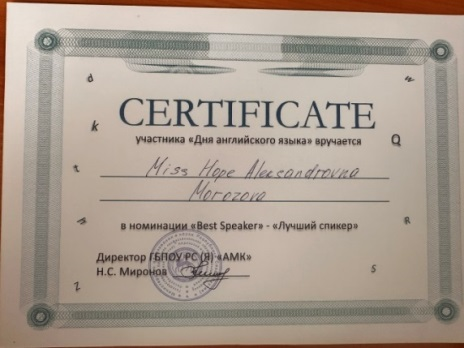 CERTIFICATE
участника «Дня английского языка» вручается
Miss Hope Aleksandrovna
Morozova
в номинации «Best Speaker» - «Лучший спикер»
Директор ГБПОУ РС (Я) «АМК»
Н.С. Миронов